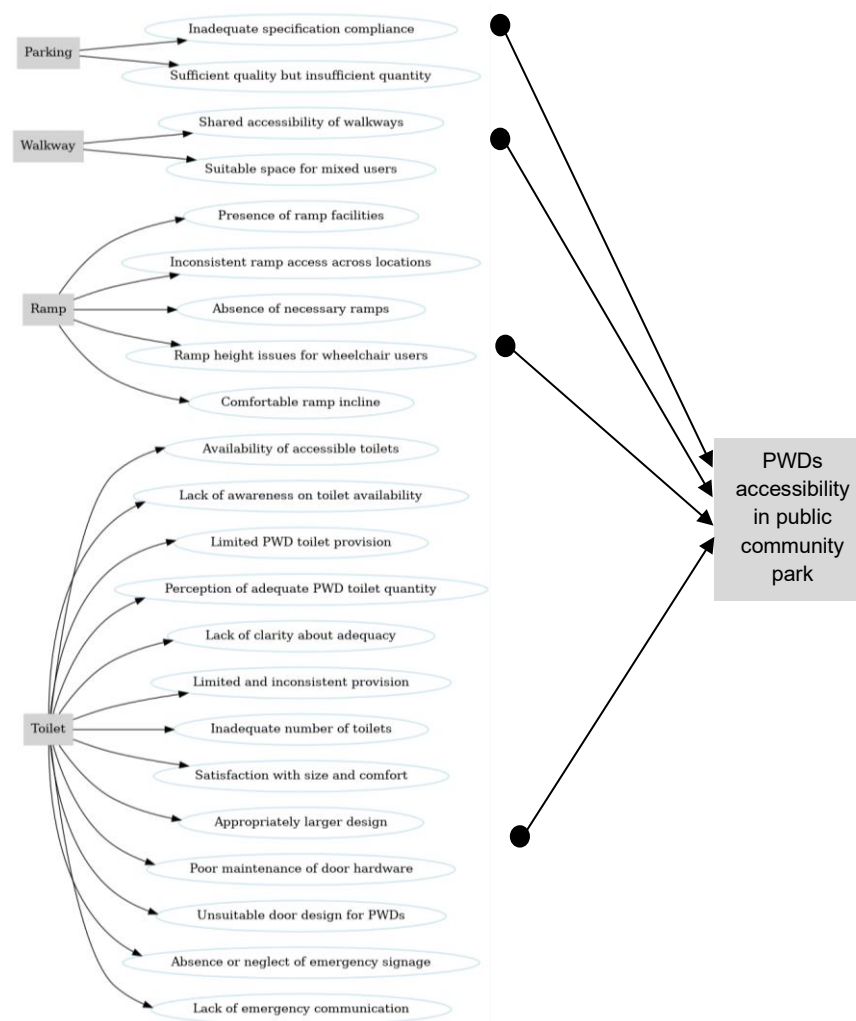 Parking
Inadequate specification compliance
Sufficient quality but insufficient quantity
Walkway
Shared accessibility of walkways
Suitable space for mixed users
Ramp
Presence of ramp facilities
Inconsistent ramp access across locations
Absence of necessary ramps
Ramp height issues for wheelchair users
Comfortable ramp incline
Toilet
Availability of accessible toilets
Lack of awareness on toilet availability
Limited PWD toilet provision
Perception of adequate PWD toilet quantity
Lack of clarity about adequacy
Limited and inconsistent provision
Inadequate number of toilets
Satisfaction with size and comfort
Appropriately larger design
Poor maintenance of door hardware
Unsuitable door design for PWDs
Absence or neglect of emergency signage
Lack of emergency communication
PWDs
accessibility
in public
community
park